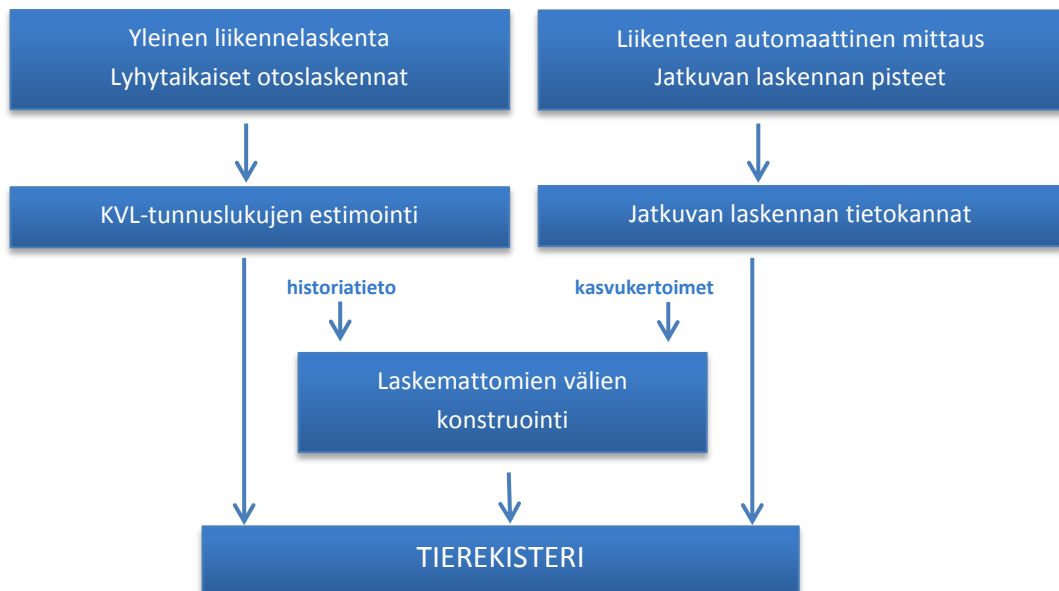 Yleinen liikennelaskenta
Lyhytaikaiset otoslaskennat
Liikenteen automaattinen mittaus
Jatkuvan laskennan pisteet
KVL-tunnuslukujen estimointi
Jatkuvan laskennan tietokannat
historiatieto
kasvukertoimet
Laskemattomien välien
konstruointi
TIEREKISTERI